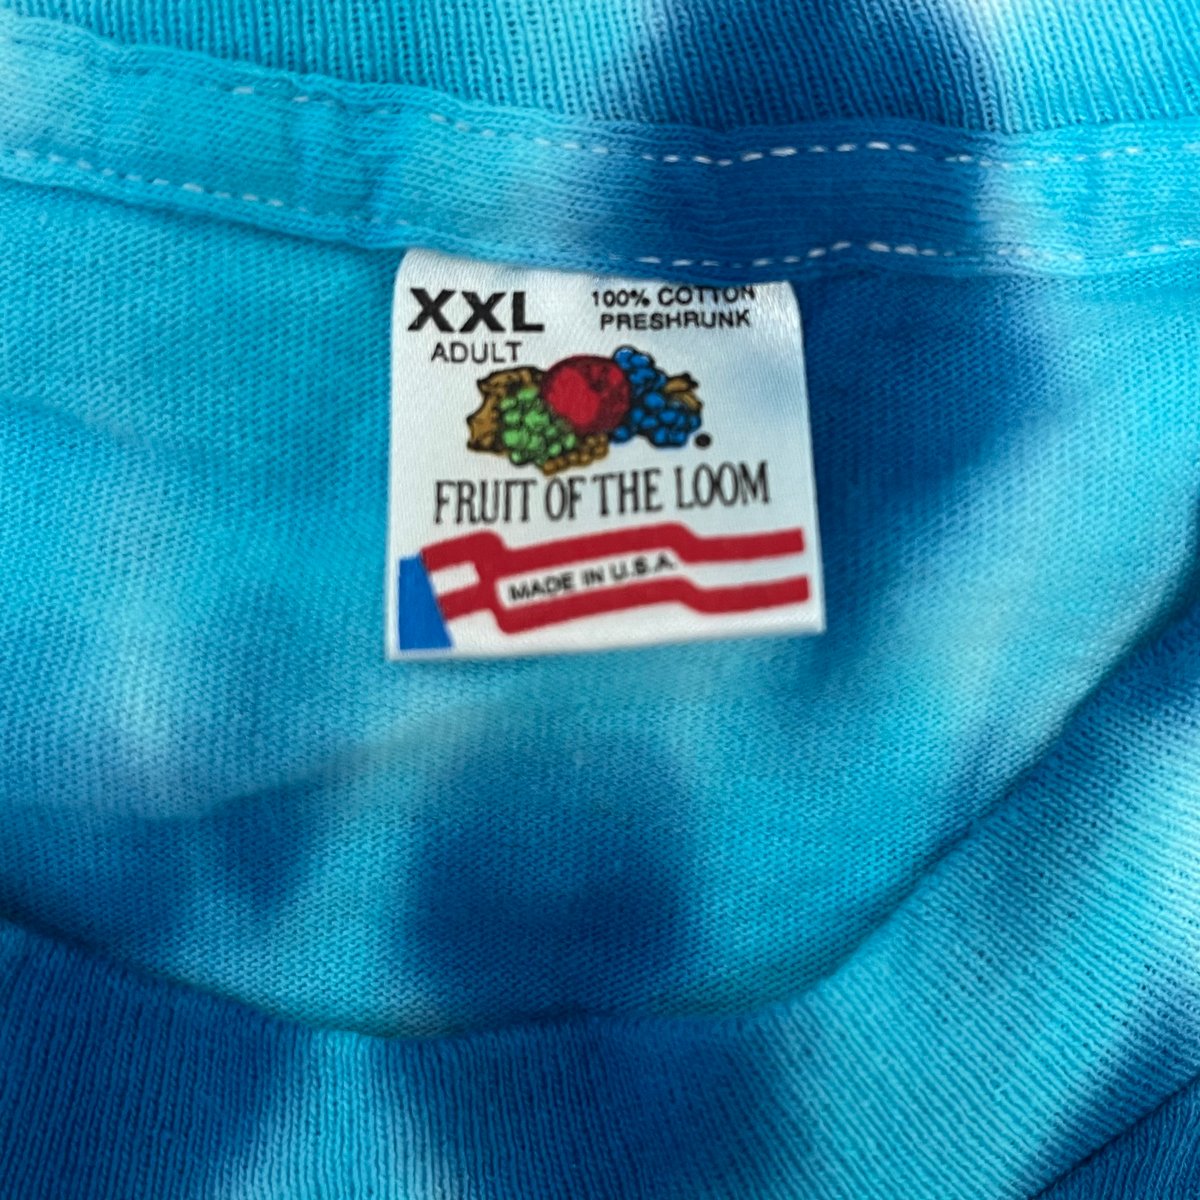 XXL
ADULT
100% COTTON
PRESHRUNK
FRUIT OF THE LOOM
MADE IN U.S.A.